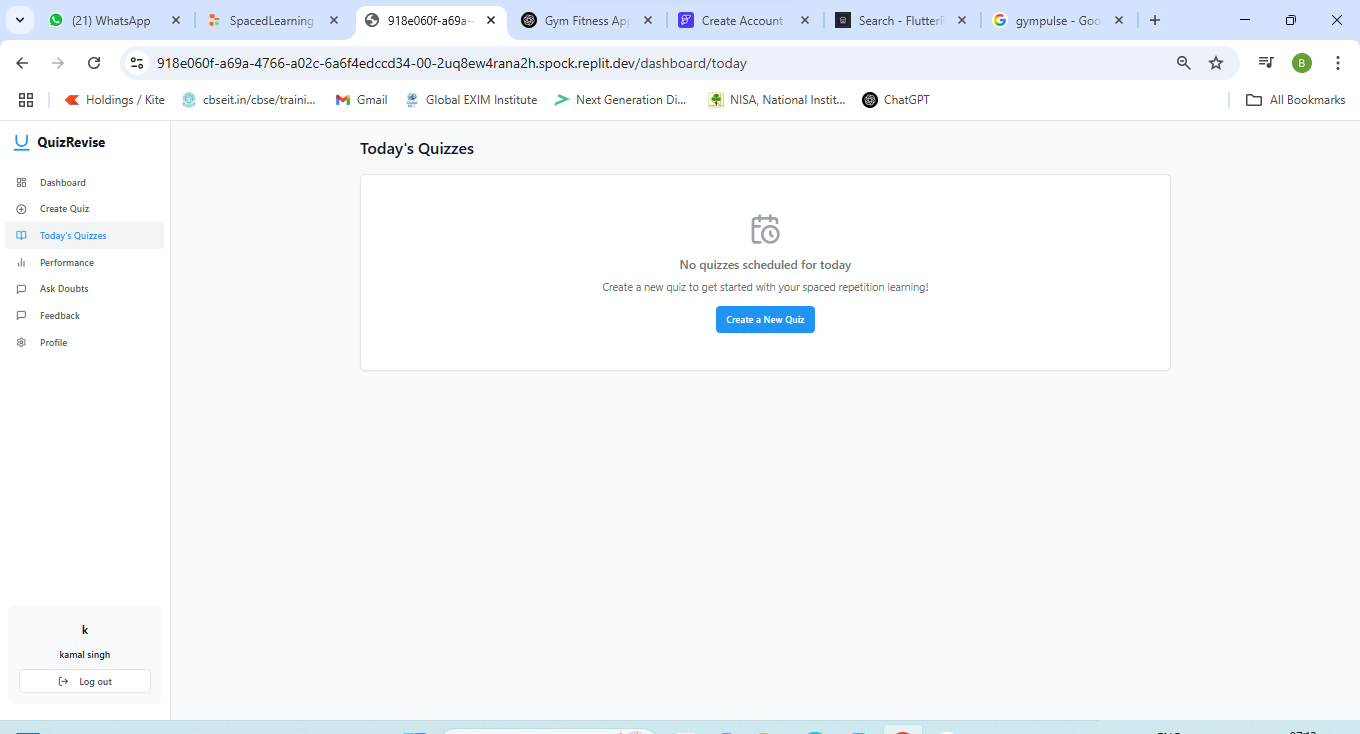 (21) WhatsApp
SpacedLearning
918e060f-a69a-
Gym Fitness App
Create Account
Search - FlutterF
gympulse - Goo
918e060f-a69a-4766-a02c-6a6f4edccd34-00-2uq8ew4rana2h.spock.replit.dev/dashboard/today
B
Holdings / Kite
cbseit.in/cbse/traini...
Gmail
Global EXIM Institute
Next Generation Di...
NISA, National Instit...
ChatGPT
All Bookmarks
QuizRevise
Dashboard
Create Quiz
Today's Quizzes
Performance
Ask Doubts
Feedback
Profile
k
kamal singh
Log out
Today's Quizzes
No quizzes scheduled for today
Create a new quiz to get started with your spaced repetition learning!
Create a New Quiz